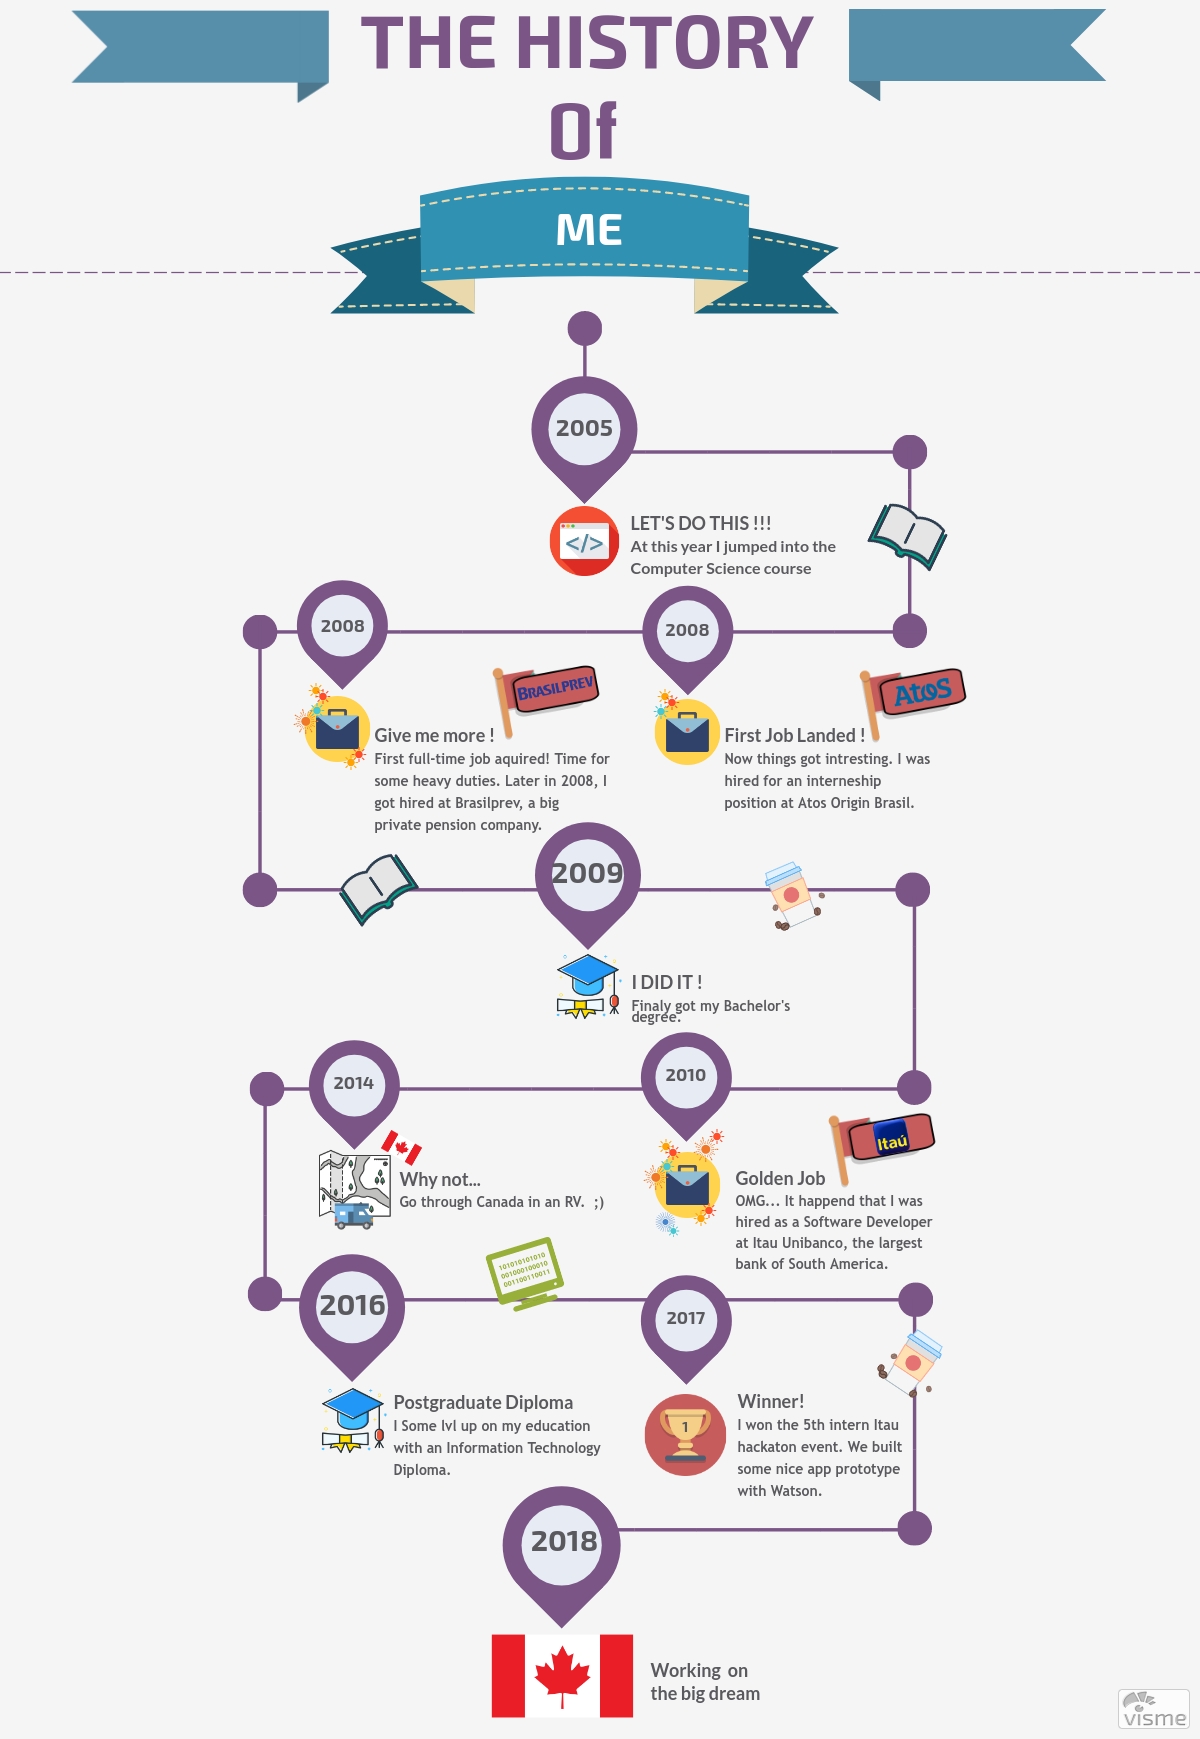 THE HISTORY
Of
ME
2005
LET'S DO THIS !!!
At this year I jumped into the
Computer Science course
2008
BRASILPREV
Give me more !
First full-time job aquired! Time for
some heavy duties. Later in 2008, I
got hired at Brasilprev, a big
private pension company.
2008
AtoS
First Job Landed !
Now things got intresting. I was
hired for an interneship
position at Atos Origin Brasil.
2009
I DID IT !
Finaly got my Bachelor's
degree.
2014
Why not...
Go through Canada in an RV.  ;)
2010
Itaú
Golden Job
OMG... It happend that I was
hired as a Software Developer
at Itau Unibanco, the largest
bank of South America.
101010101010
001000100010
001100110011
2016
Postgraduate Diploma
I Some lvl up on my education
with an Information Technology
Diploma.
2017
1
Winner!
I won the 5th intern Itau
hackaton event. We built
some nice app prototype
with Watson.
2018
Working  on
the big dream
visme